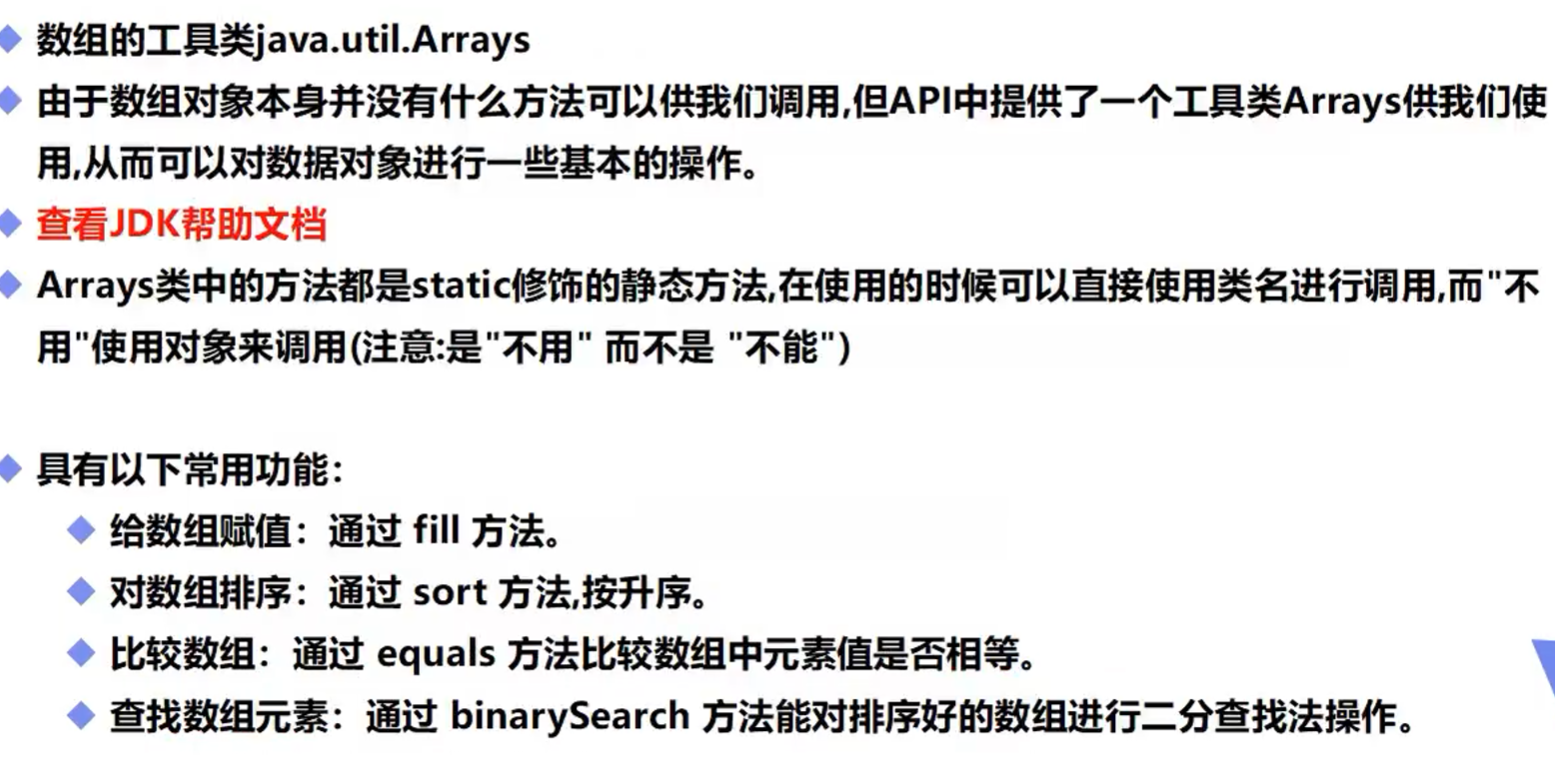 数组的工具类java.util.Arrays
由于数组对象本身并没有什么方法可以供我们调用,但API中提供了一个工具类Arrays供我们使
用,从而可以对数据对象进行一些基本的操作。
查看JDK帮助文档
Arrays类中的方法都是static修饰的静态方法,在使用的时候可以直接使用类名进行调用,而"不
用"使用对象来调用(注意:是"不用" 而不是 "不能")
具有以下常用功能：
给数组赋值：通过 fill 方法。
对数组排序：通过 sort 方法,按升序。
比较数组：通过 equals 方法比较数组中元素值是否相等。
查找数组元素：通过 binarySearch 方法能对排序好的数组进行二分查找法操作。